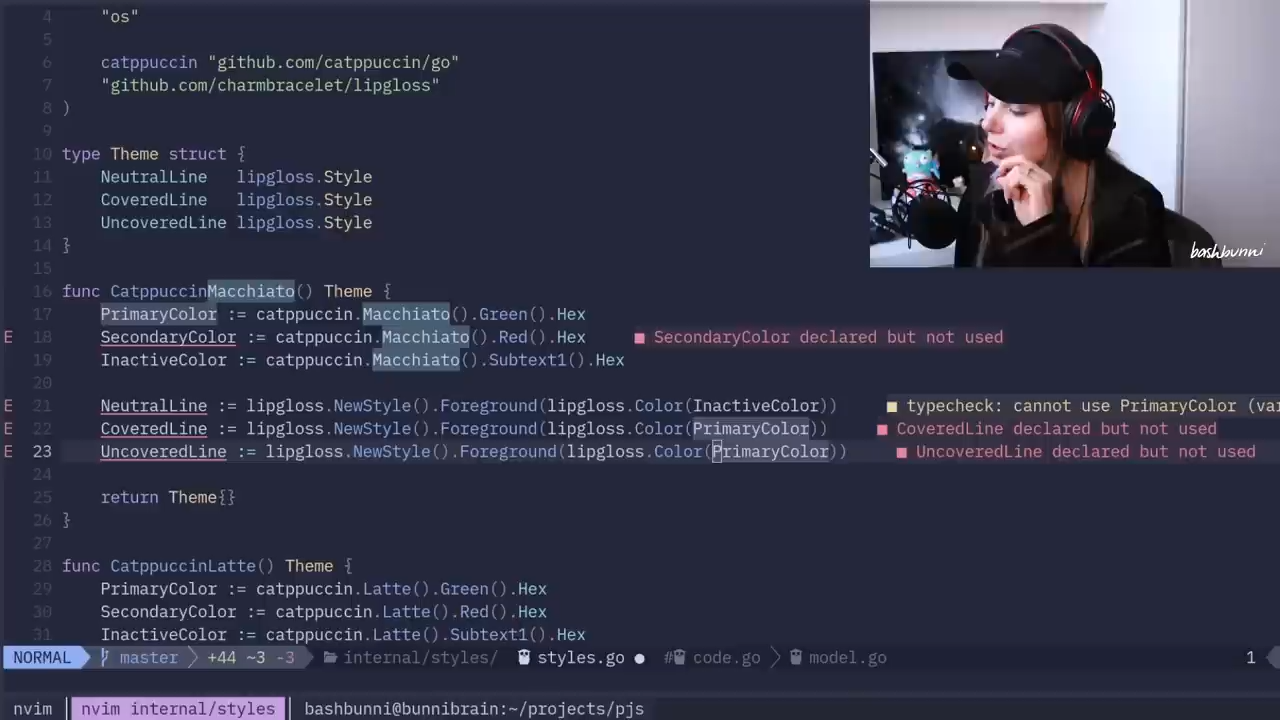 4 "os"
5
6 catppuccin "github.com/catppuccin/go"
7 "github.com/charmbracelet/lipgloss"
8 )
9
10 type Theme struct {
11 NeutralLine lipgloss.Style
12 CoveredLine lipgloss.Style
13 UncoveredLine lipgloss.Style
14 }
15
bashbunni
16 func CatppuccinMacchiato() Theme {
17 PrimaryColor := catppuccin.Macchiato().Green().Hex
E 18 SecondaryColor := catppuccin.Macchiato().Red().Hex ■ SecondaryColor declared but not used
19 InactiveColor := catppuccin.Macchiato().Subtext1().Hex
20
E 21 NeutralLine := lipgloss.NewStyle().Foreground(lipgloss.Color(InactiveColor)) ■ typecheck: cannot use PrimaryColor (var
E 22 CoveredLine := lipgloss.NewStyle().Foreground(lipgloss.Color(PrimaryColor)) ■ CoveredLine declared but not used
E 23 UncoveredLine := lipgloss.NewStyle().Foreground(lipgloss.Color(PrimaryColor)) ■ UncoveredLine declared but not used
24
25 return Theme{}
26 }
27
28 func CatppuccinLatte() Theme {
29 PrimaryColor := catppuccin.Latte().Green().Hex
30 SecondaryColor := catppuccin.Latte().Red().Hex
31 InactiveColor := catppuccin.Latte().Subtext1().Hex
NORMAL master +44 ~3 -3 internal/styles/ styles.go ● # code.go model.go 1
nvim nvim internal/styles bashbunni@bunnibrain:~/projects/pjs